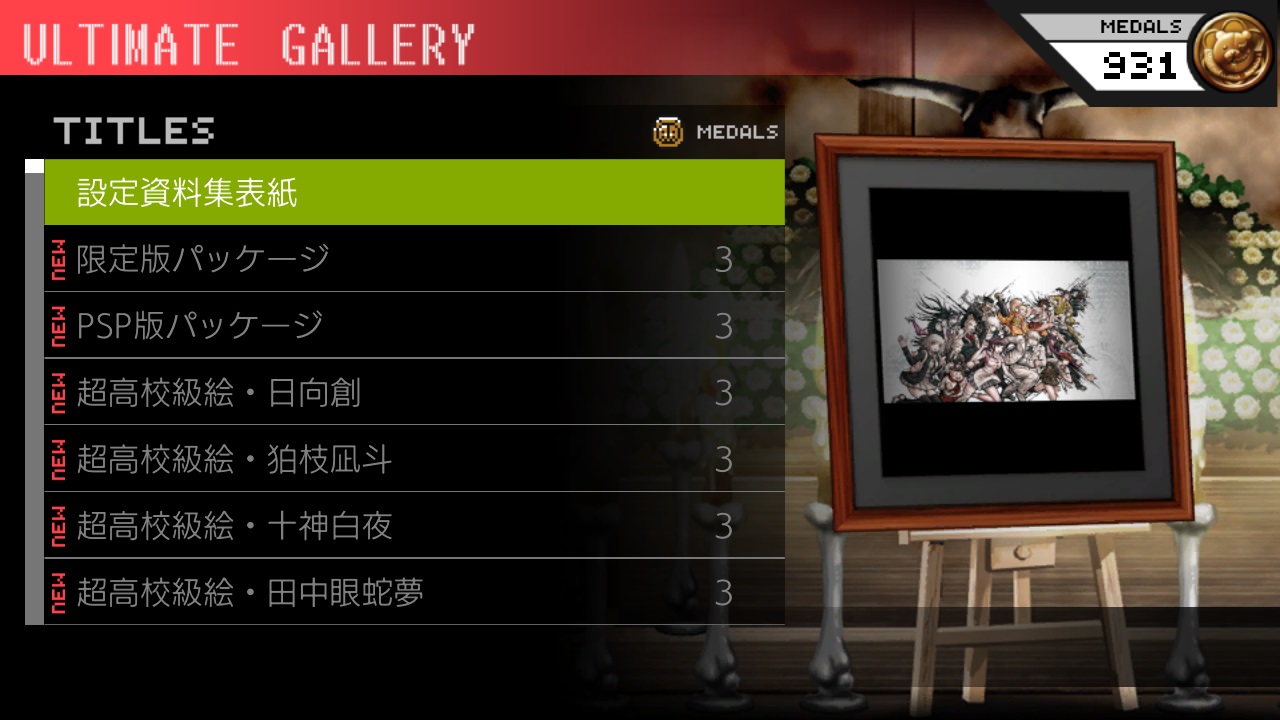 ULTIMATE GALLERY
MEDALS
931
TITLES
MEDALS
設定資料集表紙
NEW 限定版パッケージ 3
NEW PSP版パッケージ 3
NEW 超高校級絵・日向創 3
NEW 超高校級絵・狛枝凪斗 3
NEW 超高校級絵・十神白夜 3
NEW 超高校級絵・田中眼蛇夢 3